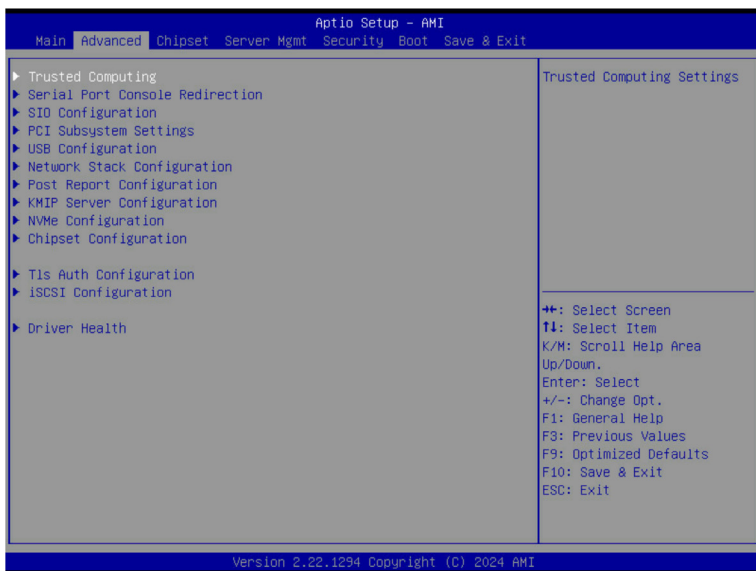 Aptio Setup – AMI
Main Advanced Chipset Server Mgmt Security Boot Save & Exit
▶ Trusted Computing
▶ Serial Port Console Redirection
▶ SIO Configuration
▶ PCI Subsystem Settings
▶ USB Configuration
▶ Network Stack Configuration
▶ Post Report Configuration
▶ KMIP Server Configuration
▶ NVMe Configuration
▶ Chipset Configuration
▶ Tls Auth Configuration
▶ iSCSI Configuration
▶ Driver Health
Trusted Computing Settings
→←: Select Screen
↑↓: Select Item
K/M: Scroll Help Area
Up/Down.
Enter: Select
+/-: Change Opt.
F1: General Help
F3: Previous Values
F9: Optimized Defaults
F10: Save & Exit
ESC: Exit
Version 2.22.1294 Copyright (C) 2024 AMI